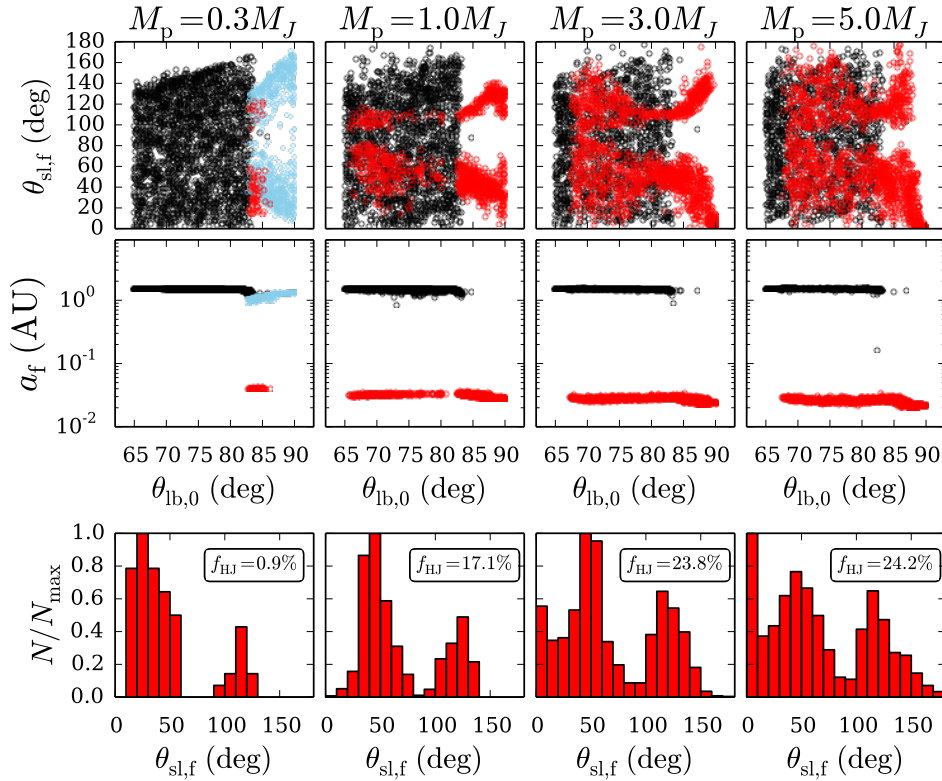 M_p=0.3M_J M_p=1.0M_J M_p=3.0M_J M_p=5.0M_J
θ_sl,f (deg)
180
160
140
120
100
80
60
40
20
0
a_f (AU)
10^0
10^-1
10^-2
65 70 75 80 85 90 65 70 75 80 85 90 65 70 75 80 85 90 65 70 75 80 85 90
θ_lb,0 (deg) θ_lb,0 (deg) θ_lb,0 (deg) θ_lb,0 (deg)
N/N_max
1.0
0.8
0.6
0.4
0.2
0.0
f_HJ=0.9% f_HJ=17.1% f_HJ=23.8% f_HJ=24.2%
0 50 100 150 0 50 100 150 0 50 100 150 0 50 100 150
θ_sl,f (deg) θ_sl,f (deg) θ_sl,f (deg) θ_sl,f (deg)